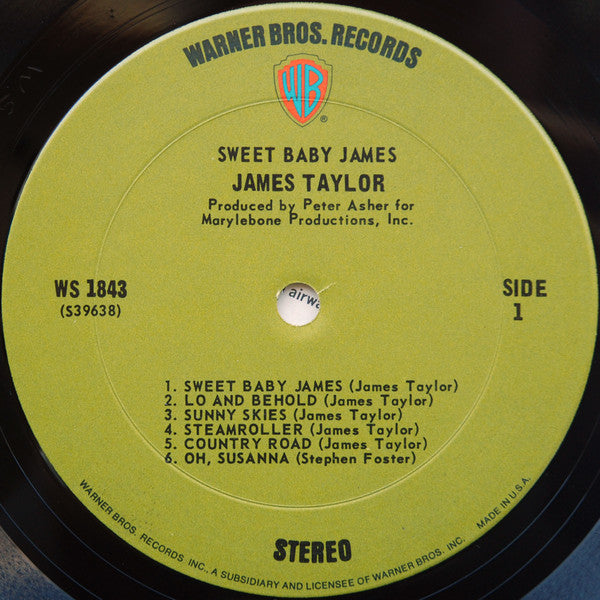 WARNER BROS. RECORDS
WB
®
SWEET BABY JAMES
JAMES TAYLOR
Produced by Peter Asher for
Marylebone Productions, Inc.
WS 1843
(S39638)
SIDE
1
airwa
1. SWEET BABY JAMES (James Taylor)
2. LO AND BEHOLD (James Taylor)
3. SUNNY SKIES (James Taylor)
4. STEAMROLLER (James Taylor)
5. COUNTRY ROAD (James Taylor)
6. OH, SUSANNA (Stephen Foster)
STEREO
WARNER BROS. RECORDS INC., A SUBSIDIARY AND LICENSEE OF WARNER BROS. INC. MADE IN U.S.A.